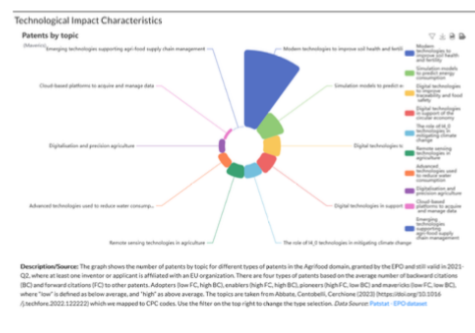 Technological Impact Characteristics
Patents by topic
(Mavericks)
Emerging technologies supporting agri-food supply chain management
Modern technologies to improve soil health and fertili
Cloud-based platforms to acquire and manage data
Simulation models to predict e
Digitalisation and precision agriculture
Digital technologies in
Advanced technologies used to reduce water consump...
Digital technologies in support
Remote sensing technologies in agriculture
The role of I4_0 technologies in mitigating climate change
Modern
technologies to
improve soil health
and fertility
Simulation models
to predict energy
consumption
Digital technologies
to improve
traceability and food
safety
Digital technologies
in support of the
circular economy
The role of I4_0
technologies in
mitigating climate
change
Remote sensing
technologies in
agriculture
Advanced
technologies used
to reduce water
consumption
Digitalisation and
precision agriculture
Cloud-based
platforms to acquire
and manage data
Emerging
technologies
supporting
agri-food supply
chain management
Description/Source: The graph shows the number of patents by topic for different types of patents in the Agrifood domain, granted by the EPO and still valid in 2021-
Q2, where at least one inventor or applicant is affiliated with an EU organization. There are four types of patents based on the average number of backward citations
(BC) and forward citations (FC) to other patents. Adopters (low FC, high BC), enablers (high FC, high BC), pioneers (high FC, low BC) and mavericks (low FC, low BC),
where "low" is defined as below average, and "high" as above average. The topics are taken from Abbate, Centobelli, Cerchione (2023) (https://doi.org/10.1016
/j.techfore.2022.122222) which we mapped to CPC codes. Use the filter on the top right to change the type selection. Data Source: Patstat - EPO dataset